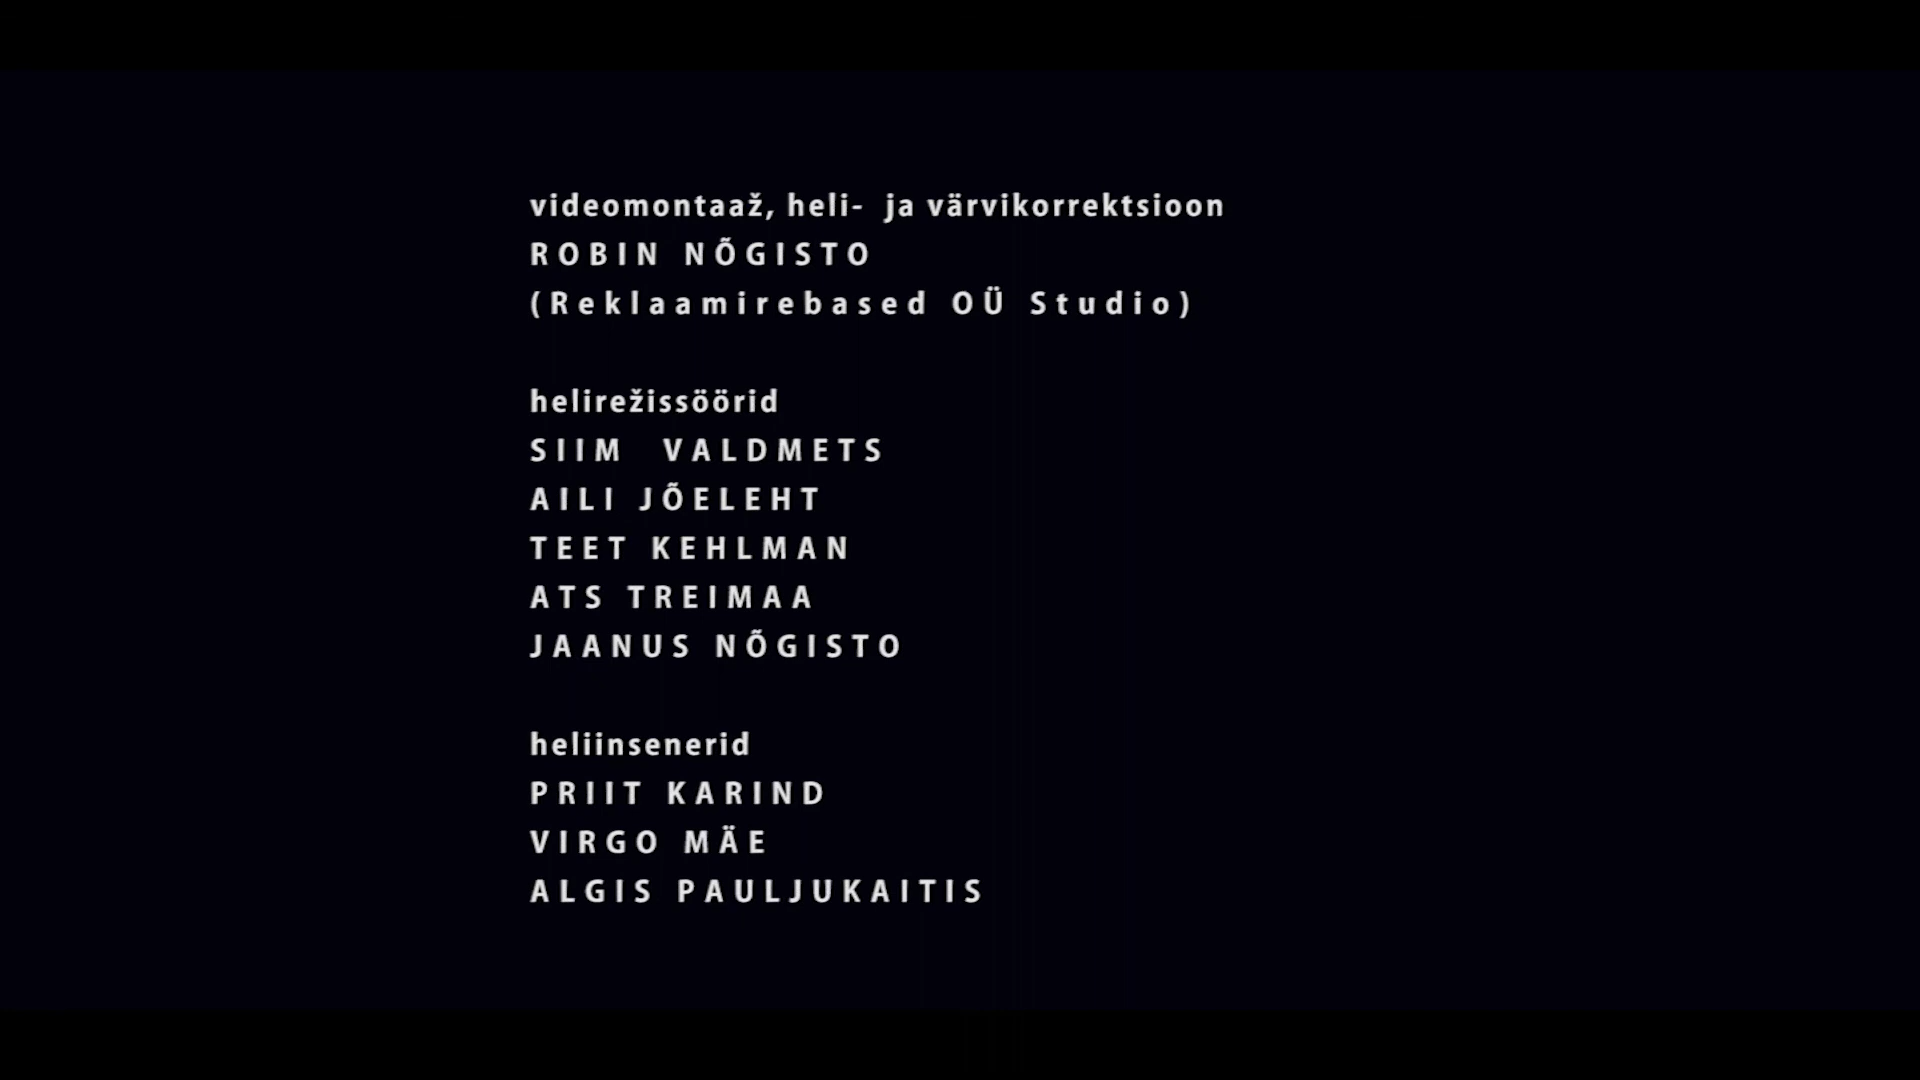 videomontaaž, heli- ja värvikorrektsioon
ROBIN NÕGISTO
(Reklaamirebased OÜ Studio)
helirežissöörid
SIIM VALDMETS
AILI JÕELEHT
TEET KEHLMAN
ATS TREIMAA
JAANUS NÕGISTO
heliinsenerid
PRIIT KARIND
VIRGO MÄE
ALGIS PAULJUKAITIS